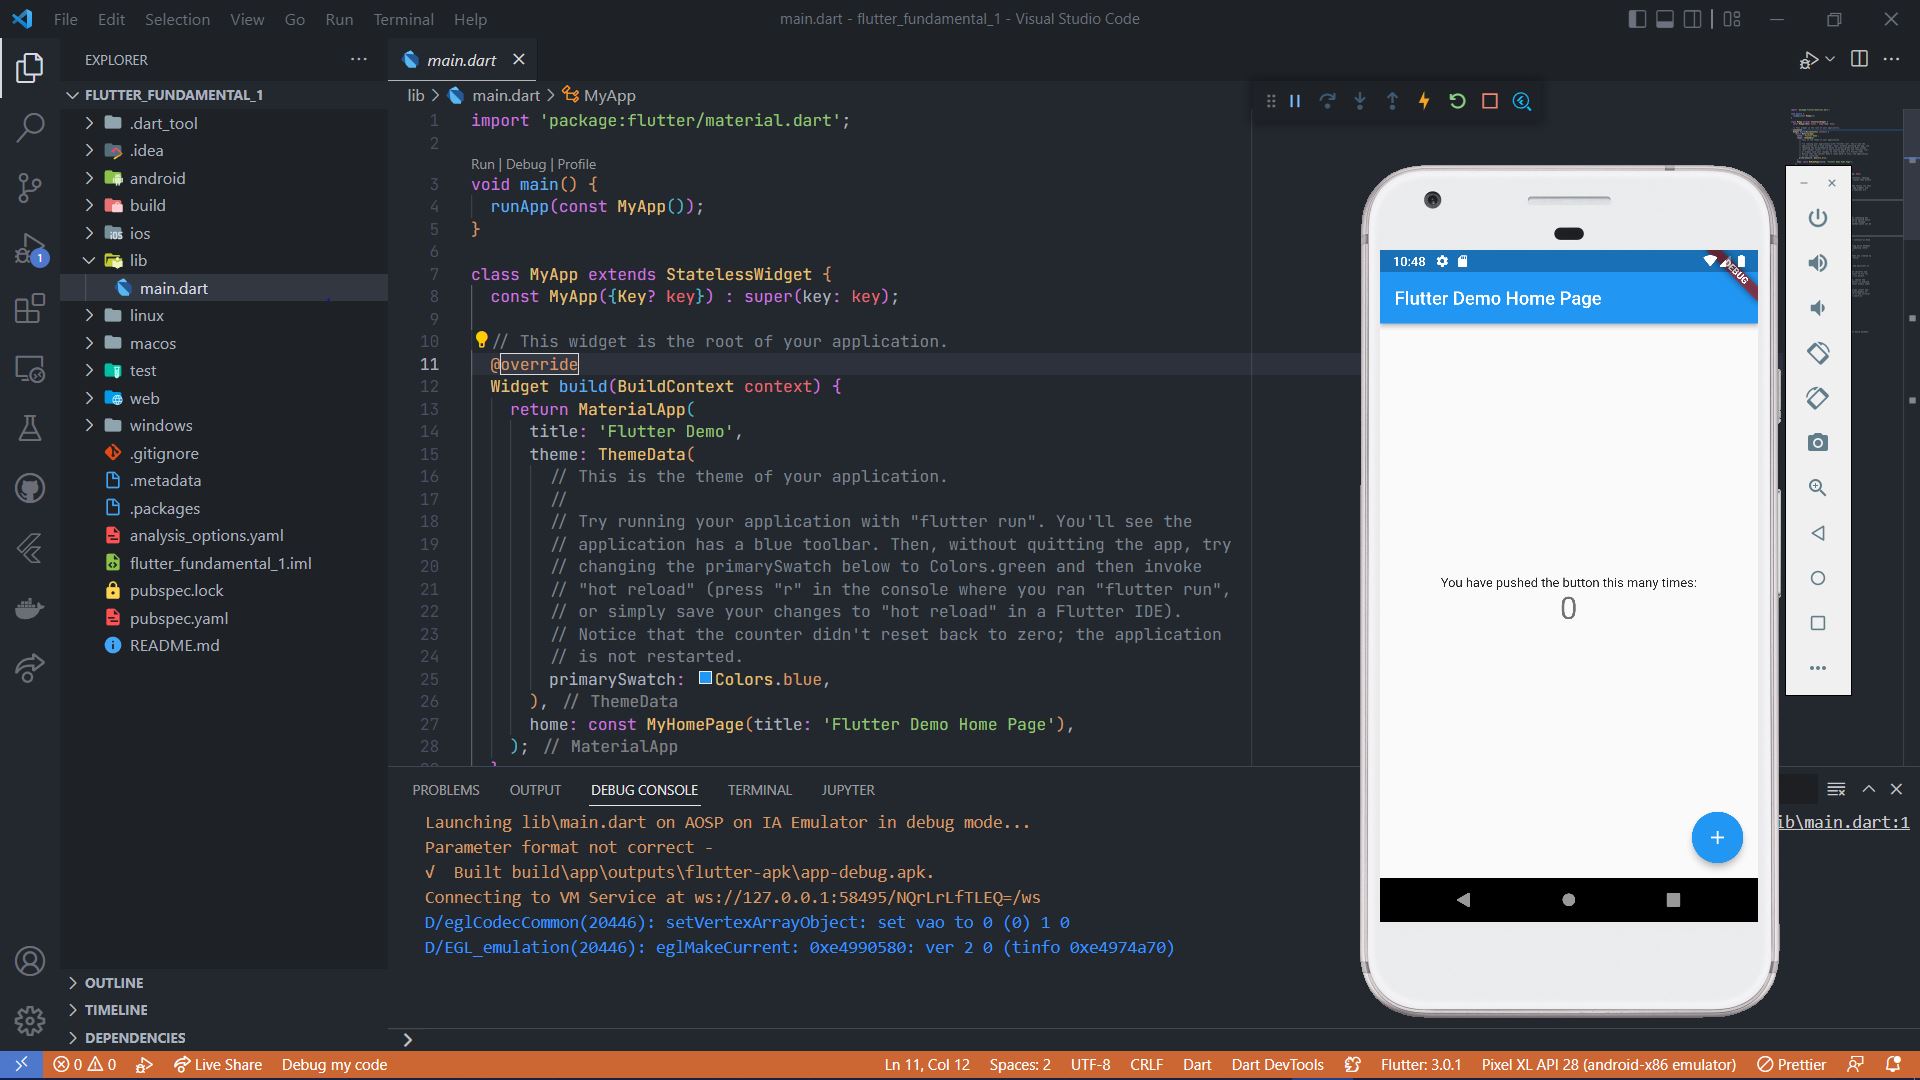 File Edit Selection View Go Run Terminal Help
main.dart - flutter_fundamental_1 - Visual Studio Code
EXPLORER
FLUTTER_FUNDAMENTAL_1
.dart_tool
.idea
android
build
ios
lib
main.dart
linux
macos
test
web
windows
.gitignore
.metadata
.packages
analysis_options.yaml
flutter_fundamental_1.iml
pubspec.lock
pubspec.yaml
README.md
OUTLINE
TIMELINE
DEPENDENCIES
1
main.dart
lib > main.dart > MyApp
1 import 'package:flutter/material.dart';
2
Run | Debug | Profile
3 void main() {
4 runApp(const MyApp());
5 }
6
7 class MyApp extends StatelessWidget {
8 const MyApp({Key? key}) : super(key: key);
9
10 // This widget is the root of your application.
11 @override
12 Widget build(BuildContext context) {
13 return MaterialApp(
14 title: 'Flutter Demo',
15 theme: ThemeData(
16 // This is the theme of your application.
17 //
18 // Try running your application with "flutter run". You'll see the
19 // application has a blue toolbar. Then, without quitting the app, try
20 // changing the primarySwatch below to Colors.green and then invoke
21 // "hot reload" (press "r" in the console where you ran "flutter run",
22 // or simply save your changes to "hot reload" in a Flutter IDE).
23 // Notice that the counter didn't reset back to zero; the application
24 // is not restarted.
25 primarySwatch: Colors.blue,
26 ), // ThemeData
27 home: const MyHomePage(title: 'Flutter Demo Home Page'),
28 ); // MaterialApp
10:48
DEBUG
Flutter Demo Home Page
You have pushed the button this many times:
0
+
PROBLEMS OUTPUT DEBUG CONSOLE TERMINAL JUPYTER
Launching lib\main.dart on AOSP on IA Emulator in debug mode...
ib\main.dart:1
Parameter format not correct -
√ Built build\app\outputs\flutter-apk\app-debug.apk.
Connecting to VM Service at ws://127.0.0.1:58495/NQrLrLfTLEQ=/ws
D/eglCodecCommon(20446): setVertexArrayObject: set vao to 0 (0) 1 0
D/EGL_emulation(20446): eglMakeCurrent: 0xe4990580: ver 2 0 (tinfo 0xe4974a70)
0 0 Live Share Debug my code Ln 11, Col 12 Spaces: 2 UTF-8 CRLF Dart Dart DevTools Flutter: 3.0.1 Pixel XL API 28 (android-x86 emulator) Prettier